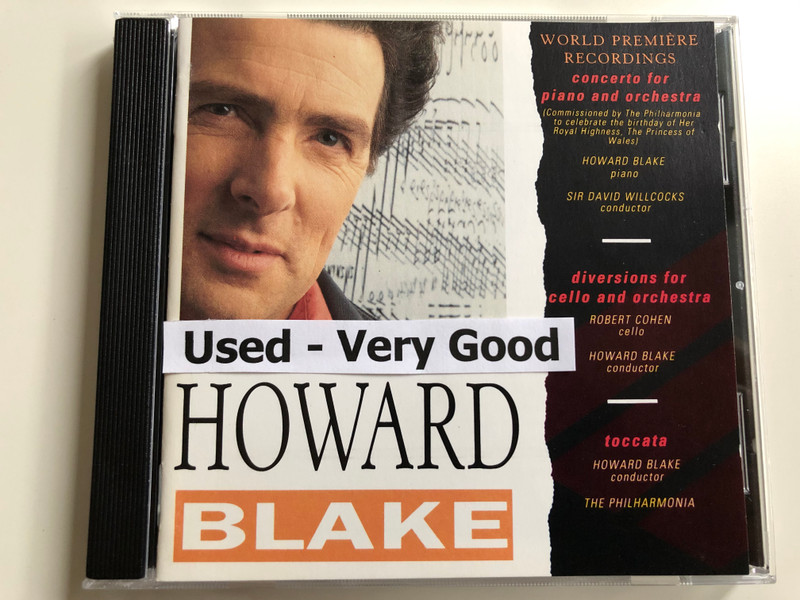 WORLD PREMIÈRE
RECORDINGS
concerto for
piano and orchestra
(Commissioned by The Philharmonia
to celebrate the birthday of Her
Royal Highness, The Princess of
Wales)
HOWARD BLAKE
piano
SIR DAVID WILLCOCKS
conductor
diversions for
cello and orchestra
ROBERT COHEN
cello
HOWARD BLAKE
conductor
toccata
HOWARD BLAKE
conductor
THE PHILHARMONIA
Used - Very Good
HOWARD
BLAKE